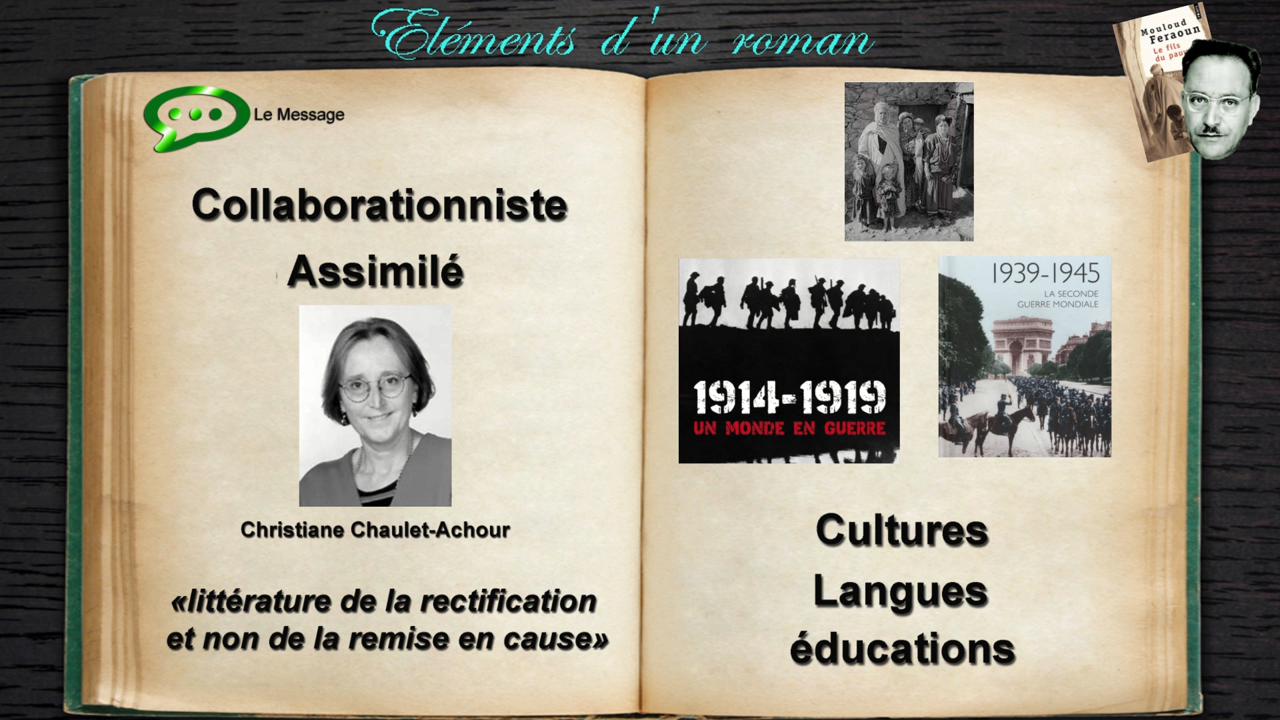 Eléments d'un roman
Le Message
Collaborationniste
Assimilé
Christiane Chaulet-Achour
«littérature de la rectification
et non de la remise en cause»
Mouloud
Feraoun
Le fils
du
1914-1919
UN MONDE EN GUERRE
1939-1945
LA SECONDE
GUERRE MONDIALE
Cultures
Langues
éducations